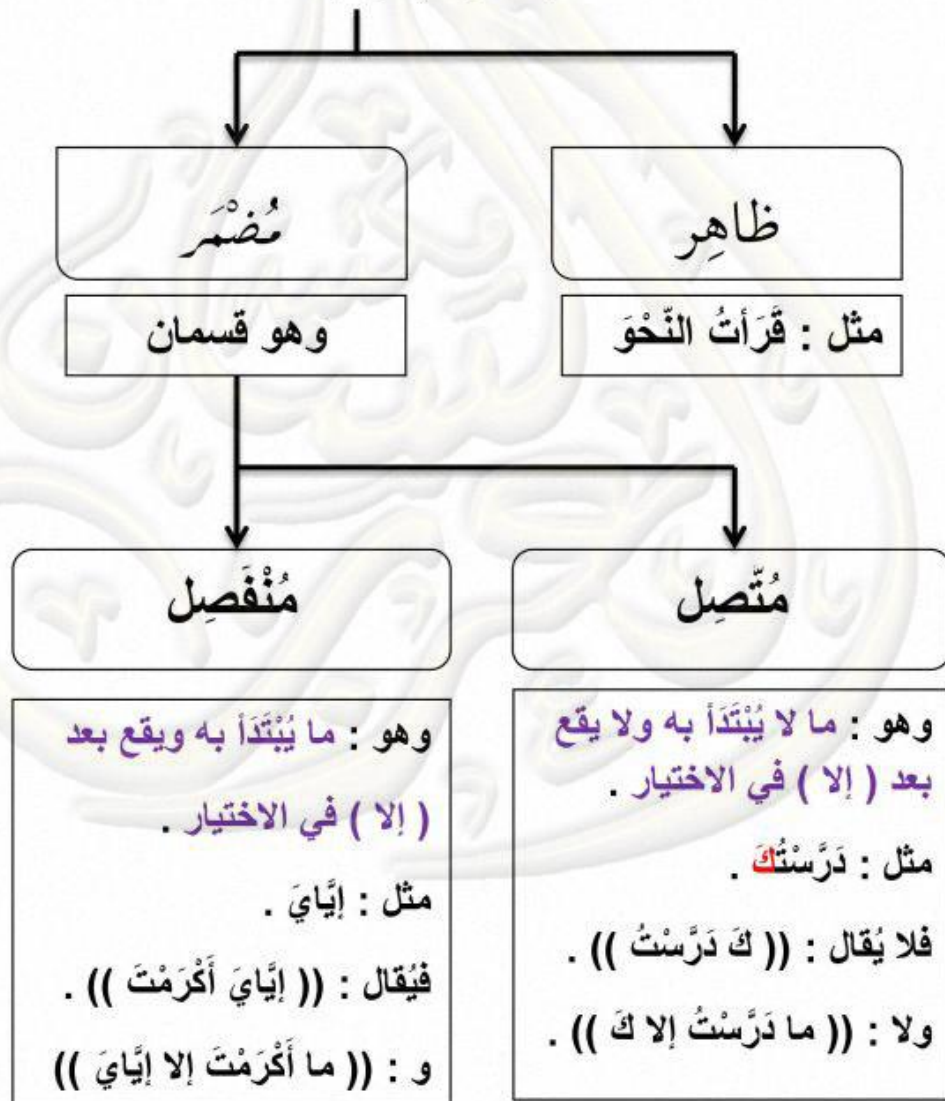 ظاهِر
مُضْمَر
مثل : قَرَأتُ النّحْوَ
وهو قسمان
مُتّصِل
مُنْفَصِل
وهو : ما لا يُبْتَدَأ به ولا يقع
بعد ( إلا ) في الاختيار .
مثل : دَرَّسْتُكَ .
فلا يُقال : (( كَ دَرَّسْتُ )) .
ولا : (( ما دَرَّسْتُ إلا كَ )) .
وهو : ما يُبْتَدَأ به ويقع بعد
( إلا ) في الاختيار .
مثل : إيَّايَ .
فيُقال : (( إيَّايَ أَكْرَمْتَ )) .
و : (( ما أَكْرَمْتَ إلا إيَّايَ ))